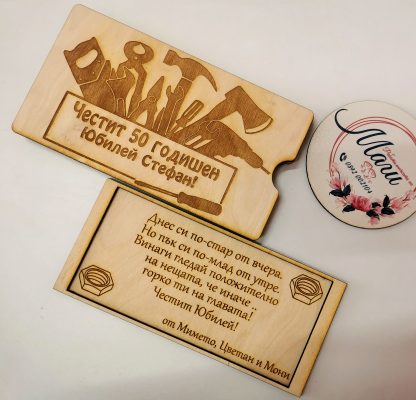 Честит 50 годишен
Юбилей Стефан!
Днес си по-стар от вчера.
Но пък си по-млад от утре.
Винаги гледай положително
на нещата, че иначе
горко ти на главата!
Честит Юбилей!
от Мимето, Цветан и Мони
Маги